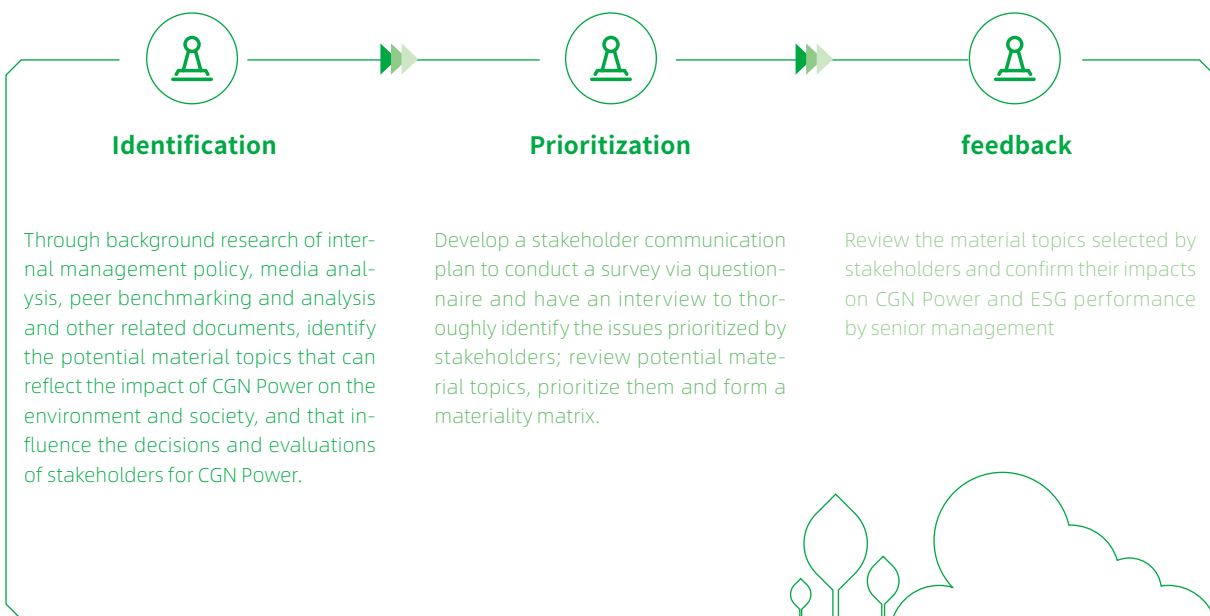 Identification
Through background research of inter-
nal management policy, media anal-
ysis, peer benchmarking and analysis
and other related documents, identify
the potential material topics that can
reflect the impact of CGN Power on the
environment and society, and that in-
fluence the decisions and evaluations
of stakeholders for CGN Power.
Prioritization
Develop a stakeholder communication
plan to conduct a survey via question-
naire and have an interview to thor-
oughly identify the issues prioritized by
stakeholders; review potential mate-
rial topics, prioritize them and form a
materiality matrix.
feedback
Review the material topics selected by
stakeholders and confirm their impacts
on CGN Power and ESG performance
by senior management